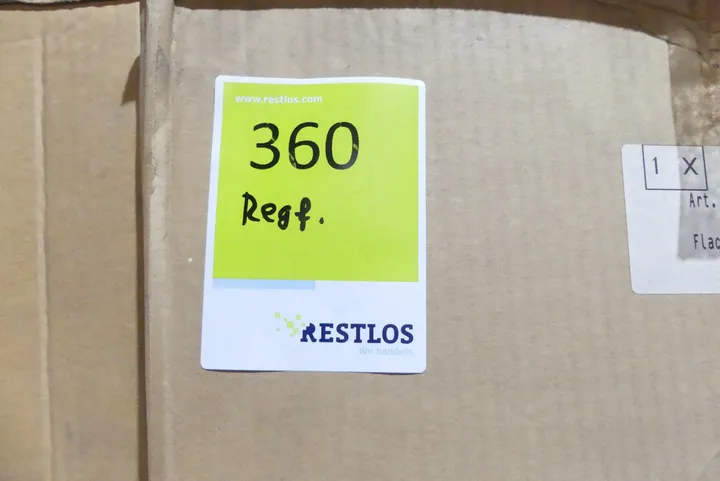 www.restlos.com
360
Regf.
RESTLOS
Wir handeln.
1 X
Art.
Flac